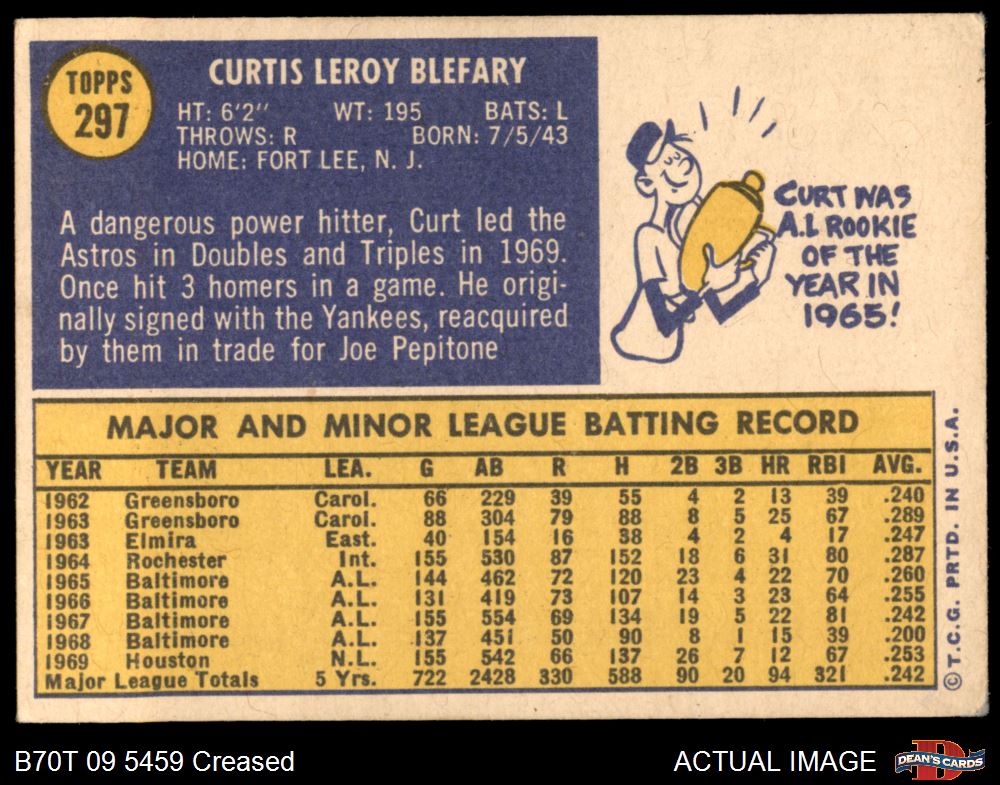 TOPPS
297
CURTIS LEROY BLEFARY
HT: 6'2" WT: 195 BATS: L
THROWS: R BORN: 7/5/43
HOME: FORT LEE, N. J.
A dangerous power hitter, Curt led the
Astros in Doubles and Triples in 1969.
Once hit 3 homers in a game. He origi-
nally signed with the Yankees, reacquired
by them in trade for Joe Pepitone
CURT WAS
A.L ROOKIE
OF THE
YEAR IN
1965!
MAJOR AND MINOR LEAGUE BATTING RECORD
YEAR TEAM LEA. G AB R H 2B 3B HR RBI AVG.
1962 Greensboro Carol. 66 229 39 55 4 2 13 39 .240
1963 Greensboro Carol. 88 304 79 88 8 5 25 67 .289
1963 Elmira East. 40 154 16 38 4 2 4 17 .247
1964 Rochester Int. 155 530 87 152 18 6 31 80 .287
1965 Baltimore A.L. 144 462 72 120 23 4 22 70 .260
1966 Baltimore A.L. 131 419 73 107 14 3 23 64 .255
1967 Baltimore A.L. 155 554 69 134 19 5 22 81 .242
1968 Baltimore A.L. 137 451 50 90 8 1 15 39 .200
1969 Houston N.L. 155 542 66 137 26 7 12 67 .253
Major League Totals 5 Yrs. 722 2428 330 588 90 20 94 321 .242
© T.C.G. PRTD. IN U.S.A.
B70T 09 5459 Creased
ACTUAL IMAGE
D
DEAN'S CARDS